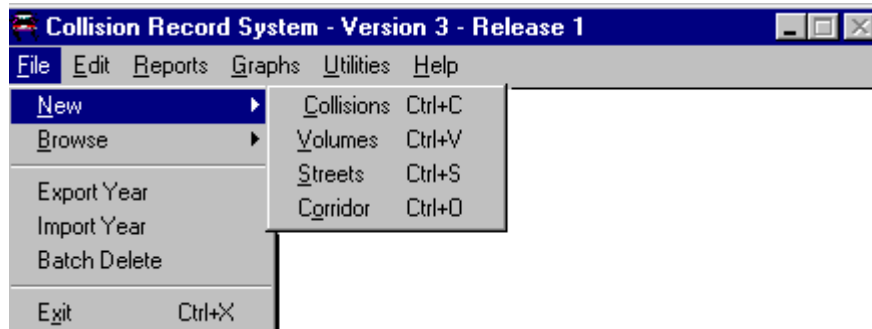 Collision Record System - Version 3 - Release 1
File Edit Reports Graphs Utilities Help
New
Browse
Export Year
Import Year
Batch Delete
Exit Ctrl+X
Collisions Ctrl+C
Volumes Ctrl+V
Streets Ctrl+S
Corridor Ctrl+O